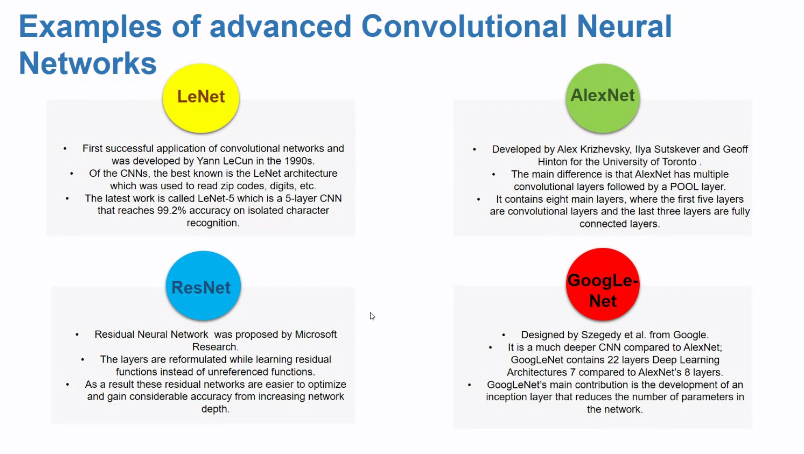 Examples of advanced Convolutional Neural
Networks
LeNet
• First successful application of convolutional networks and
was developed by Yann LeCun in the 1990s.
• Of the CNNs, the best known is the LeNet architecture
which was used to read zip codes, digits, etc.
• The latest work is called LeNet-5 which is a 5-layer CNN
that reaches 99.2% accuracy on isolated character
recognition.
AlexNet
• Developed by Alex Krizhevsky, Ilya Sutskever and Geoff
Hinton for the University of Toronto .
• The main difference is that AlexNet has multiple
convolutional layers followed by a POOL layer.
• It contains eight main layers, where the first five layers
are convolutional layers and the last three layers are fully
connected layers.
ResNet
• Residual Neural Network was proposed by Microsoft
Research.
• The layers are reformulated while learning residual
functions instead of unreferenced functions.
• As a result these residual networks are easier to optimize
and gain considerable accuracy from increasing network
depth.
GoogLe-
Net
• Designed by Szegedy et al. from Google.
• It is a much deeper CNN compared to AlexNet;
GoogLeNet contains 22 layers Deep Learning
Architectures 7 compared to AlexNet's 8 layers.
• GoogLeNet's main contribution is the development of an
inception layer that reduces the number of parameters in
the network.